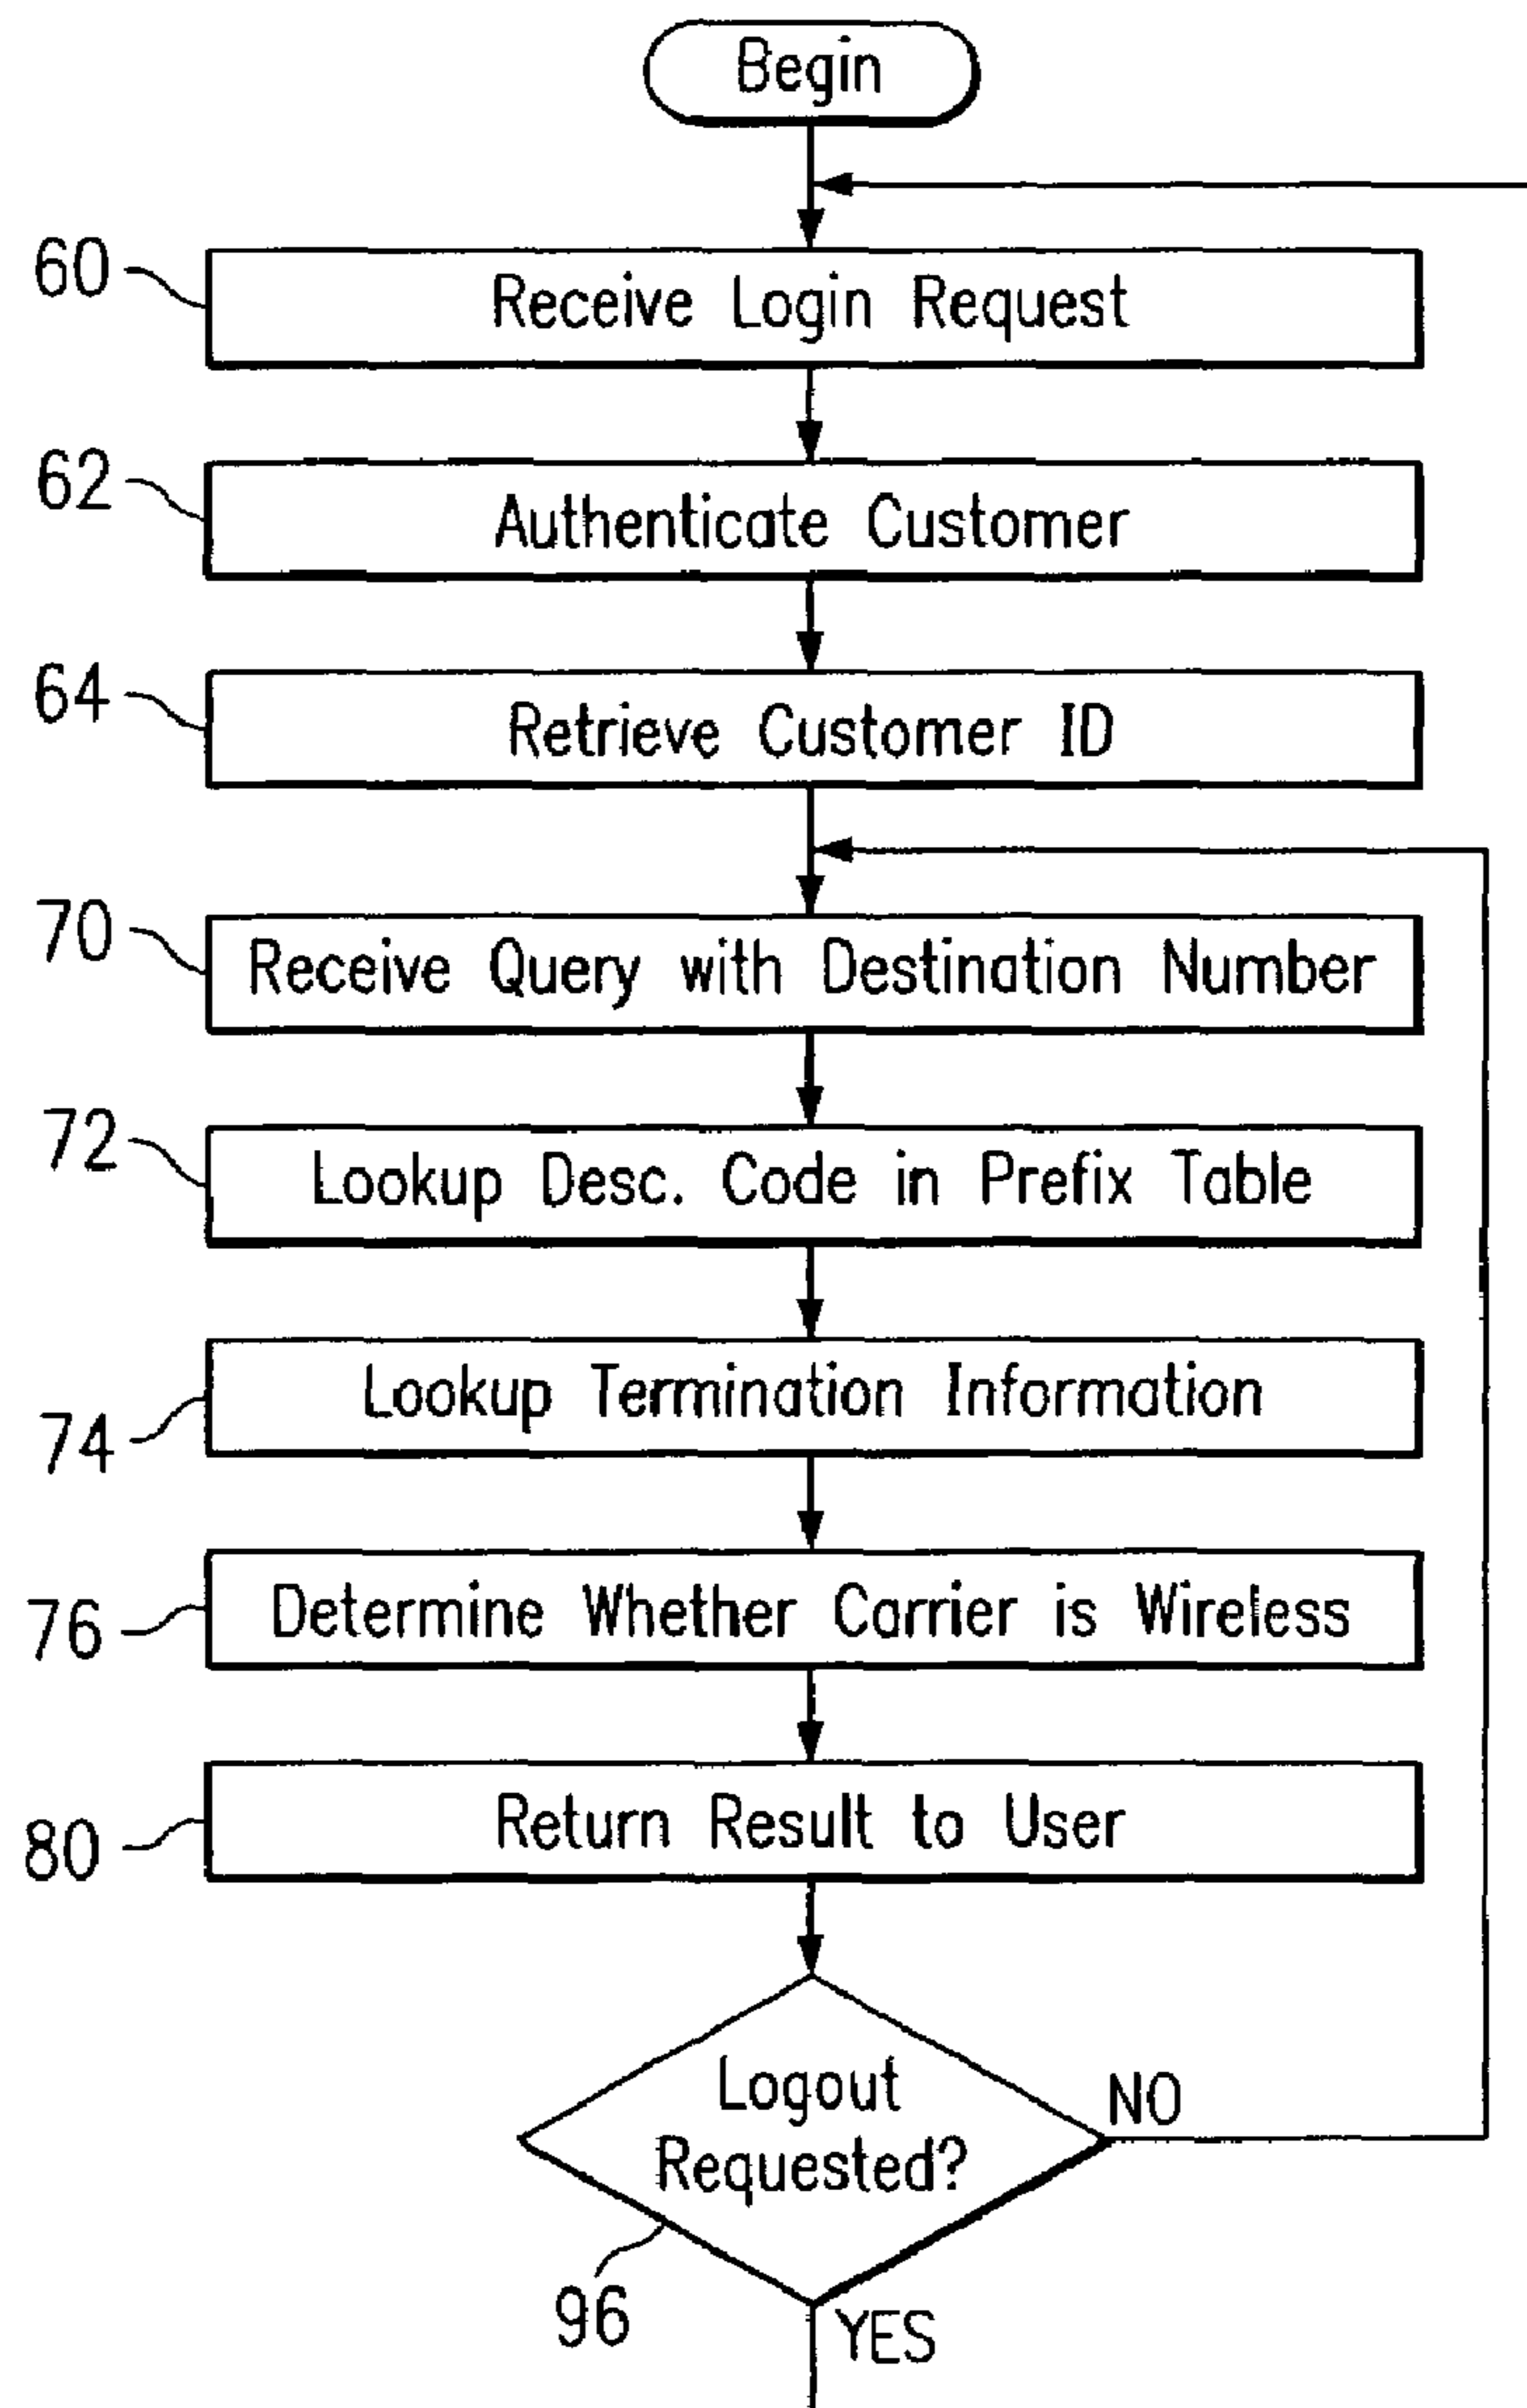 Begin
60
Receive Login Request
62
Authenticate Customer
64
Retrieve Customer ID
70
Receive Query with Destination Number
72
Lookup Desc. Code in Prefix Table
74
Lookup Termination Information
76
Determine Whether Carrier is Wireless
80
Return Result to User
Logout
Requested?
NO
96
YES